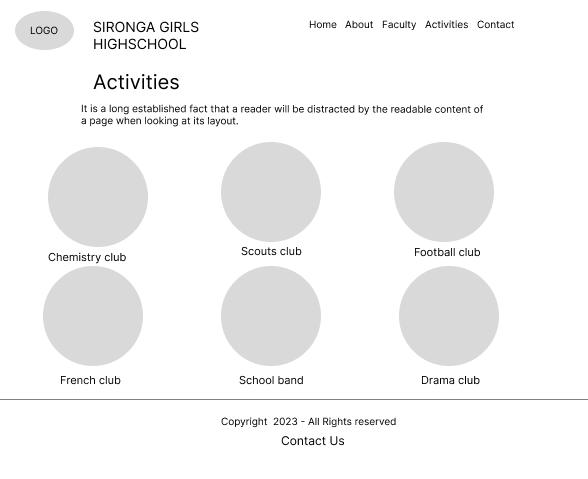 LOGO
SIRONGA GIRLS
HIGHSCHOOL
Home About Faculty Activities Contact
Activities
It is a long established fact that a reader will be distracted by the readable content of
a page when looking at its layout.
Chemistry club
Scouts club
Football club
French club
School band
Drama club
Copyright 2023 - All Rights reserved
Contact Us